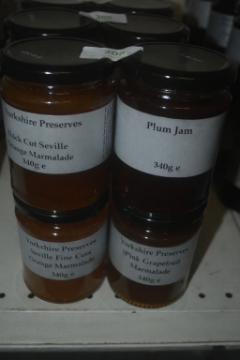 Yorkshire Preserves
Thick Cut Seville
Orange Marmalade
340g e
Plum Jam
340g e
Yorkshire Preserves
Seville Fine Cut
Orange Marmalade
340g e
Yorkshire Preserves
Pink Grapefruit
Marmalade
340g e